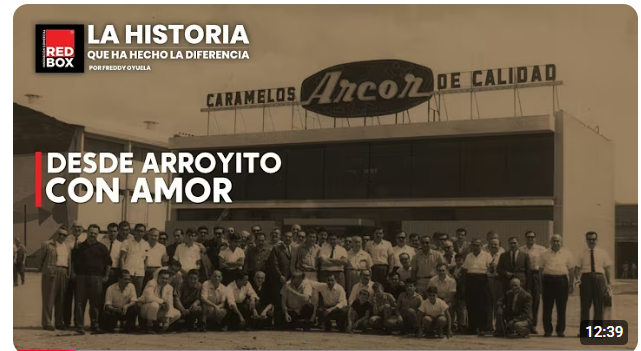 RED
BOX
LA HISTORIA
QUE HA HECHO LA DIFERENCIA
POR FREDDY OYUELA
CARAMELOS Arcor DE CALIDAD
DESDE ARROYITO
CON AMOR
12:39